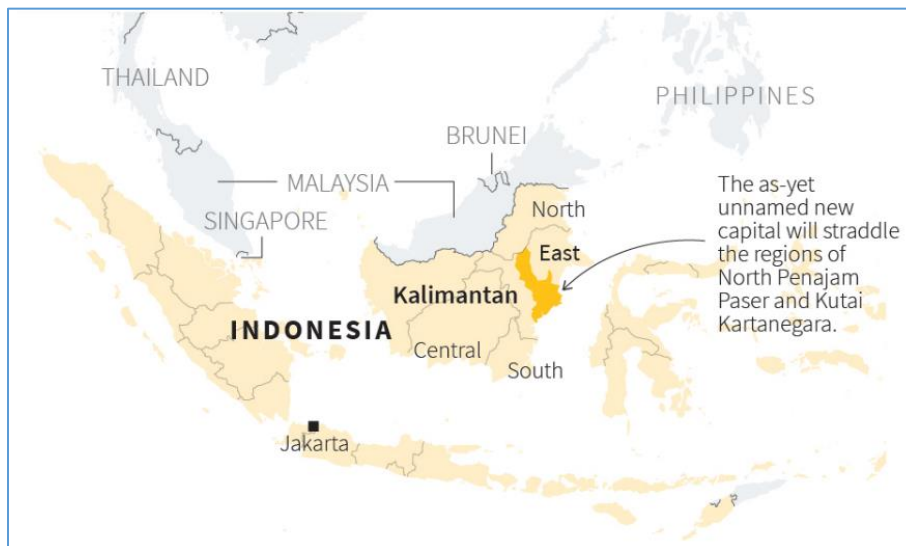 THAILAND
PHILIPPINES
BRUNEI
MALAYSIA
SINGAPORE
The as-yet
unnamed new
capital will straddle
the regions of
North Penajam
Paser and Kutai
Kartanegara.
North
East
Kalimantan
INDONESIA
Central
South
Jakarta